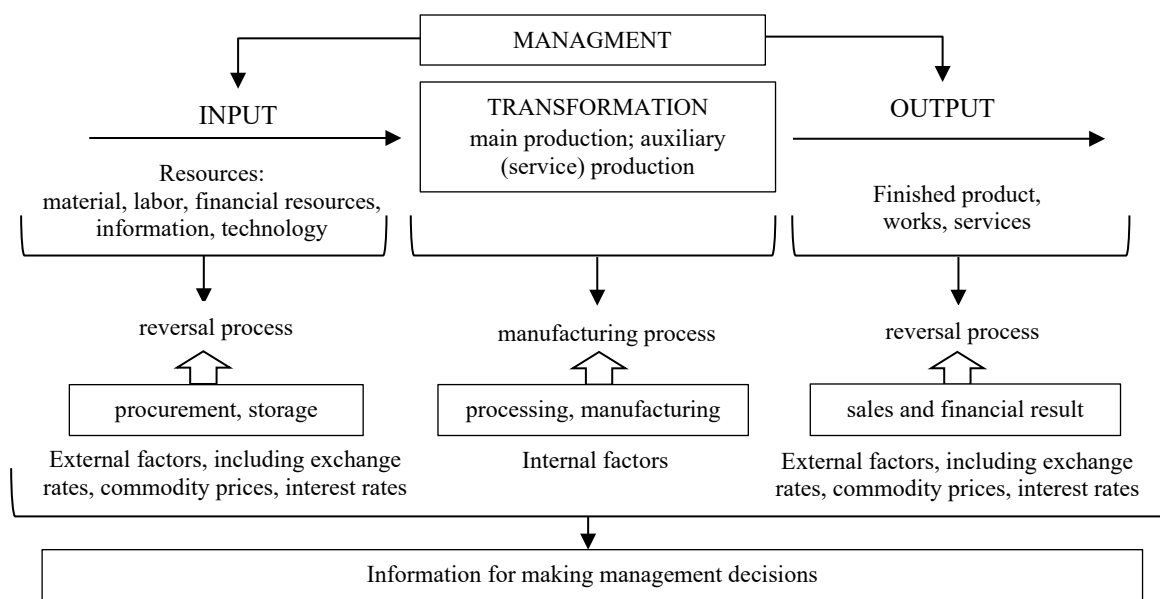 MANAGMENT
INPUT
TRANSFORMATION
main production; auxiliary
(service) production
OUTPUT
Resources:
material, labor, financial resources,
information, technology
Finished product,
works, services
reversal process
manufacturing process
reversal process
procurement, storage
processing, manufacturing
sales and financial result
External factors, including exchange
rates, commodity prices, interest rates
Internal factors
External factors, including exchange
rates, commodity prices, interest rates
Information for making management decisions